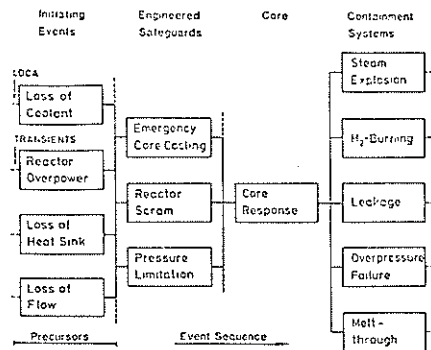 Initiating
Events
Engineered
Safeguards
Core
Containment
Systems
LOCA
Loss of
Coolant
TRANSIENTS
Reactor
Overpower
Loss of
Heat Sink
Loss of
Flow
Emergency
Core Cooling
Reactor
Scram
Pressure
Limitation
Core
Response
Steam
Explosion
H₂-Burning
Leakage
Overpressure
Failure
Melt-
through
Precursors
Event Sequence